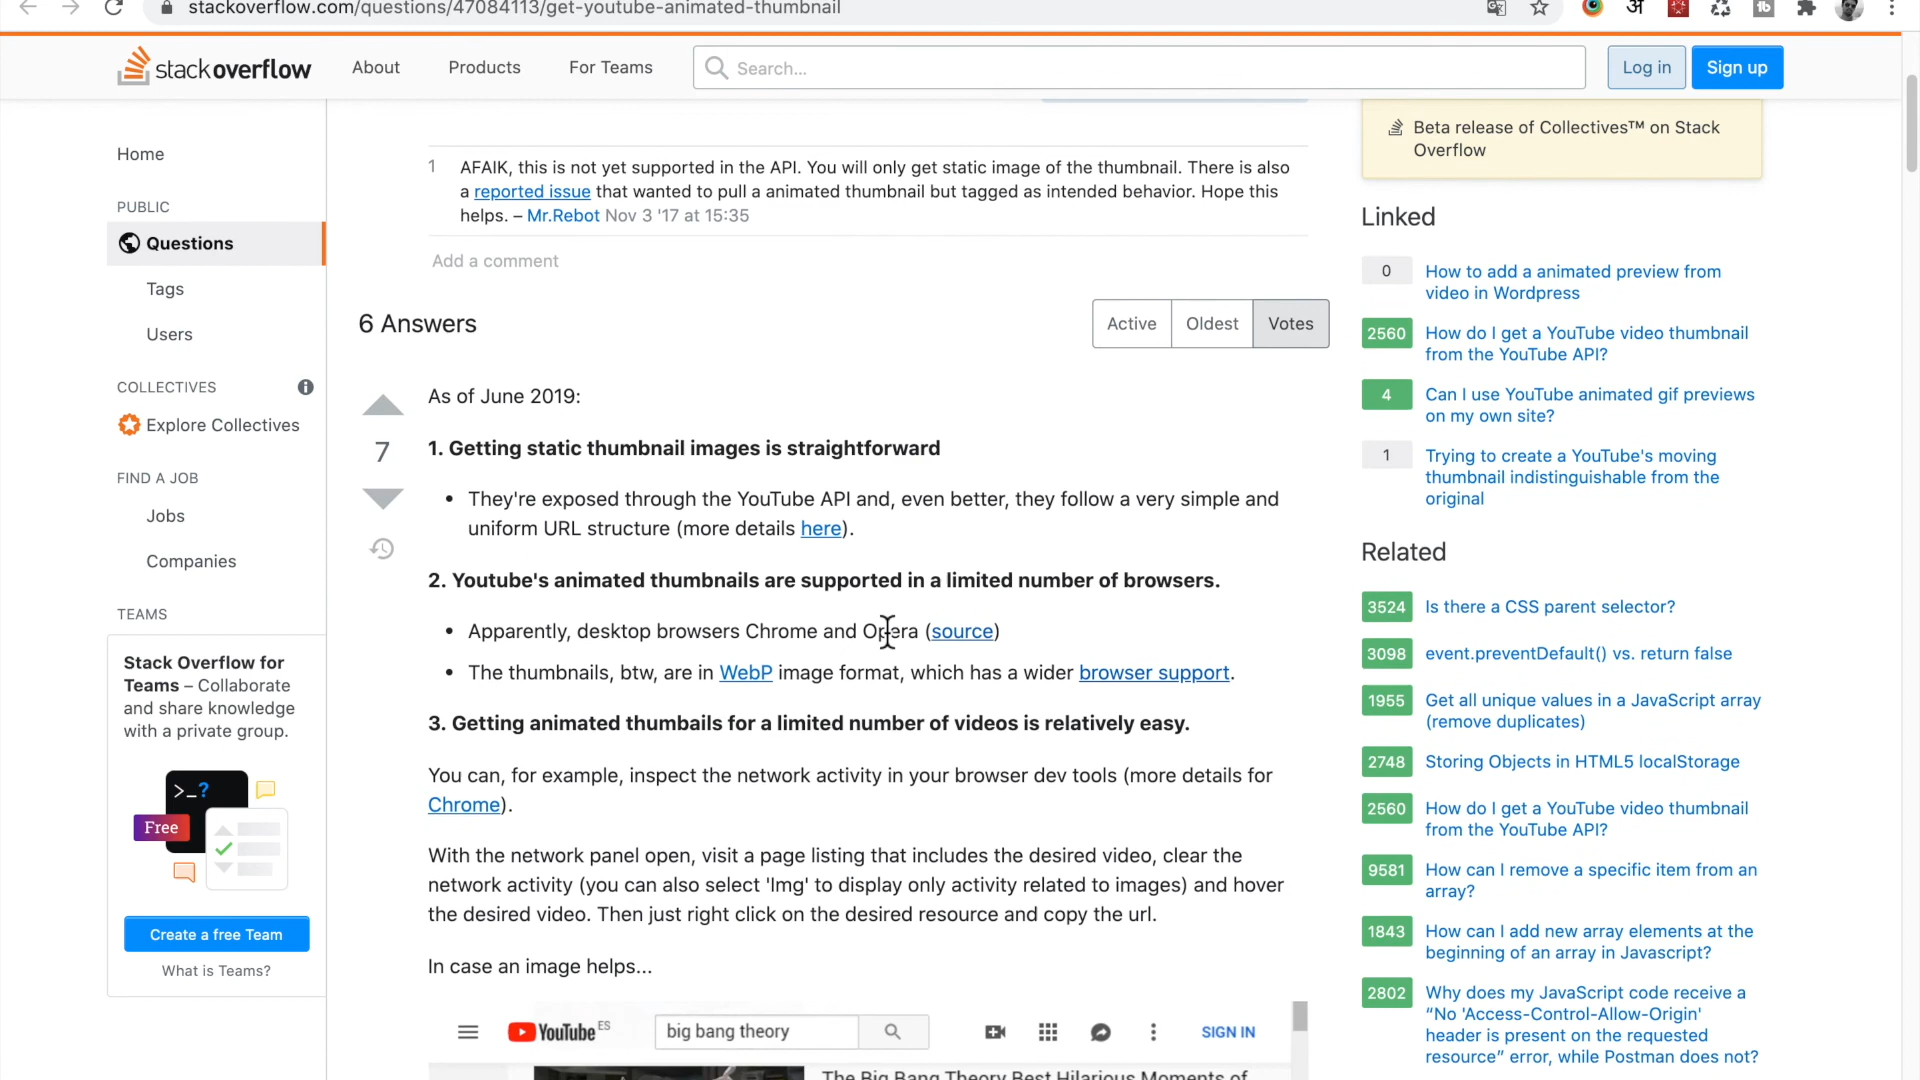 stackoverflow.com/questions/47084113/get-youtube-animated-thumbnail
stackoverflow
About
Products
For Teams
Search...
Log in
Sign up
Home
PUBLIC
Questions
Tags
Users
COLLECTIVES
Explore Collectives
FIND A JOB
Jobs
Companies
TEAMS
Stack Overflow for
Teams – Collaborate
and share knowledge
with a private group.
>_?
Free
Create a free Team
What is Teams?
1
AFAIK, this is not yet supported in the API. You will only get static image of the thumbnail. There is also
a reported issue that wanted to pull a animated thumbnail but tagged as intended behavior. Hope this
helps. – Mr.Rebot Nov 3 '17 at 15:35
Add a comment
6 Answers
Active
Oldest
Votes
7
As of June 2019:
1. Getting static thumbnail images is straightforward
• They're exposed through the YouTube API and, even better, they follow a very simple and
uniform URL structure (more details here).
2. Youtube's animated thumbnails are supported in a limited number of browsers.
• Apparently, desktop browsers Chrome and Opera (source)
• The thumbnails, btw, are in WebP image format, which has a wider browser support.
3. Getting animated thumbails for a limited number of videos is relatively easy.
You can, for example, inspect the network activity in your browser dev tools (more details for
Chrome).
With the network panel open, visit a page listing that includes the desired video, clear the
network activity (you can also select 'Img' to display only activity related to images) and hover
the desired video. Then just right click on the desired resource and copy the url.
In case an image helps...
YouTube ES
big bang theory
SIGN IN
The Big Bang Theory Best Hilarious Moments of
Beta release of Collectives™ on Stack
Overflow
Linked
0
How to add a animated preview from
video in Wordpress
2560
How do I get a YouTube video thumbnail
from the YouTube API?
4
Can I use YouTube animated gif previews
on my own site?
1
Trying to create a YouTube's moving
thumbnail indistinguishable from the
original
Related
3524
Is there a CSS parent selector?
3098
event.preventDefault() vs. return false
1955
Get all unique values in a JavaScript array
(remove duplicates)
2748
Storing Objects in HTML5 localStorage
2560
How do I get a YouTube video thumbnail
from the YouTube API?
9581
How can I remove a specific item from an
array?
1843
How can I add new array elements at the
beginning of an array in Javascript?
2802
Why does my JavaScript code receive a
“No 'Access-Control-Allow-Origin'
header is present on the requested
resource” error, while Postman does not?